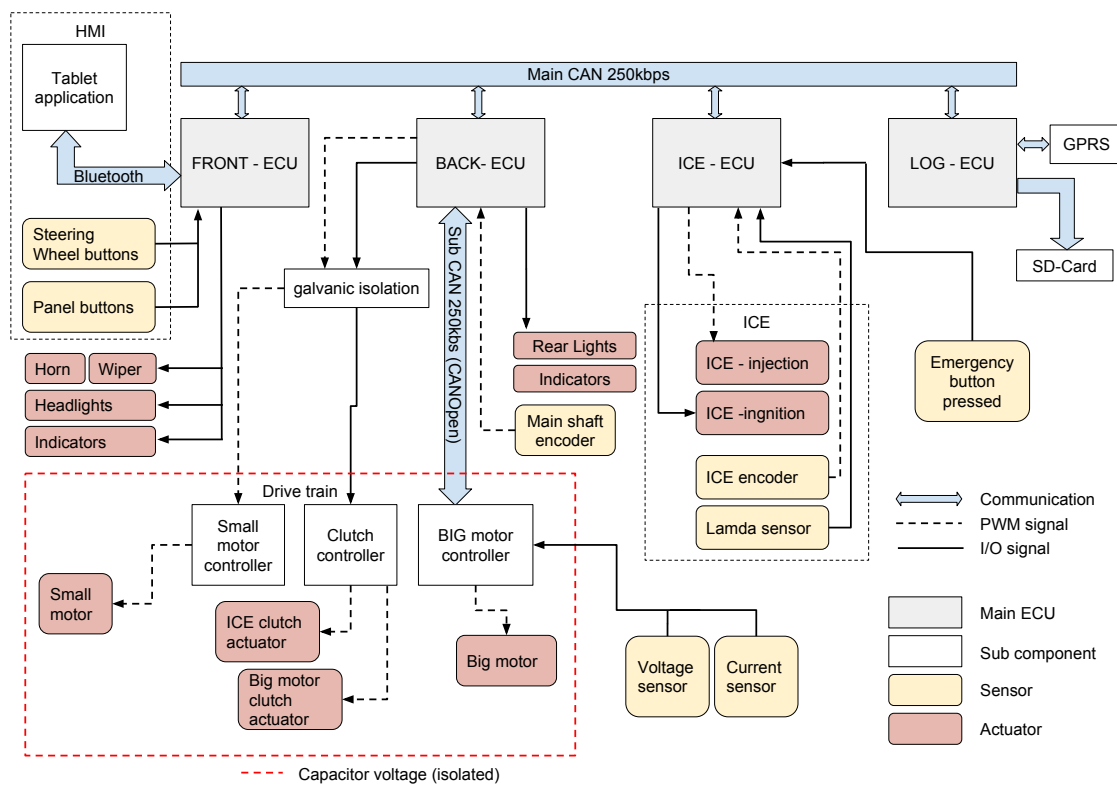 HMI
Tablet
application
Bluetooth
Steering
Wheel buttons
Panel buttons
Main CAN 250kbps
FRONT - ECU
BACK- ECU
ICE - ECU
LOG - ECU
GPRS
SD-Card
galvanic isolation
Sub CAN 250kbs (CANOpen)
Horn
Wiper
Headlights
Indicators
Rear Lights
Indicators
Main shaft
encoder
ICE
ICE - injection
ICE -ingnition
ICE encoder
Lamda sensor
Emergency
button
pressed
Drive train
Small
motor
controller
Clutch
controller
BIG motor
controller
Small
motor
ICE clutch
actuator
Big motor
clutch
actuator
Big motor
Voltage
sensor
Current
sensor
Communication
PWM signal
I/O signal
Main ECU
Sub component
Sensor
Actuator
Capacitor voltage (isolated)